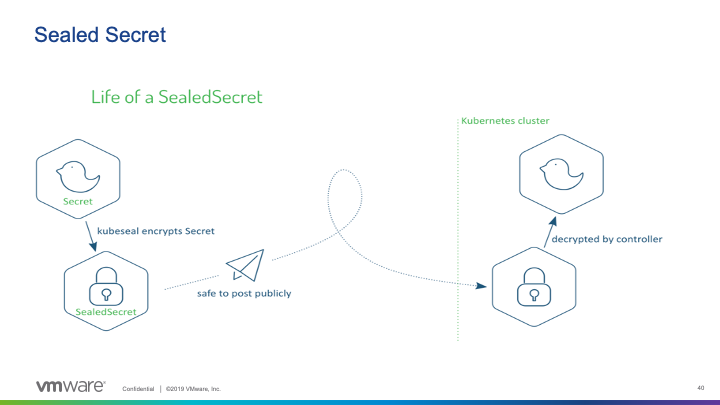 Sealed Secret
Life of a SealedSecret
Kubernetes cluster
Secret
kubeseal encrypts Secret
decrypted by controller
SealedSecret
safe to post publicly
vmware®
Confidential | ©2019 VMware, Inc.
40